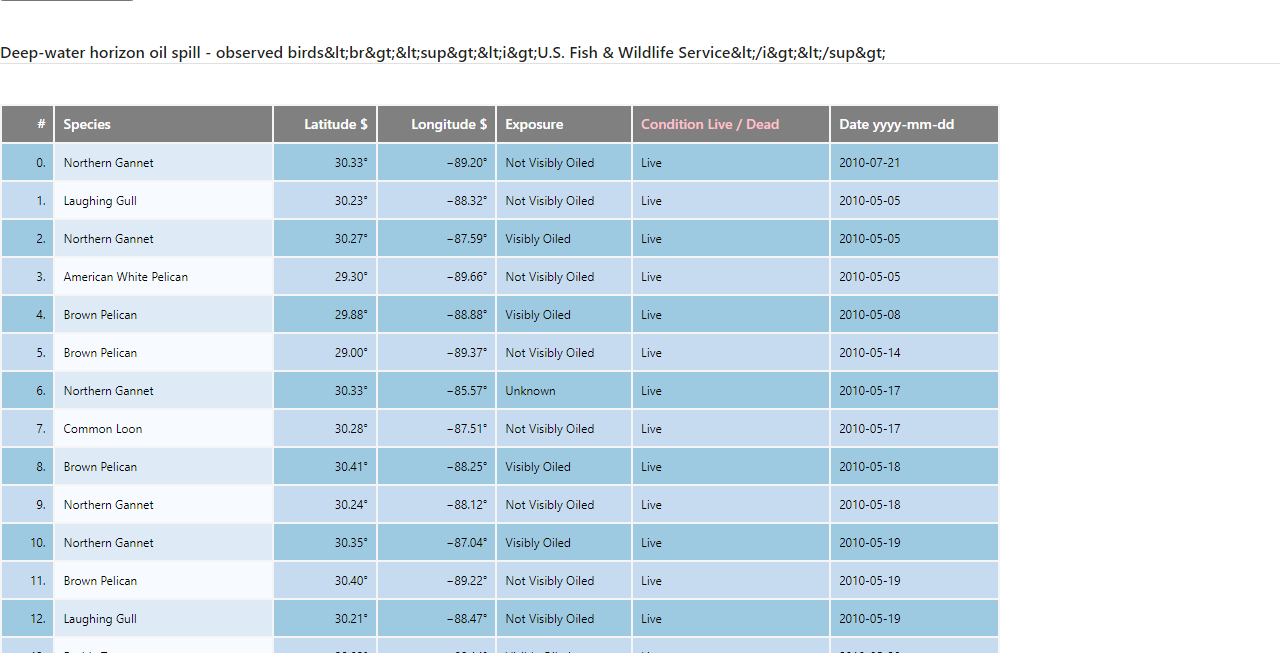 Deep-water horizon oil spill - observed birds&lt;br&gt;&lt;sup&gt;&lt;i&gt;U.S. Fish & Wildlife Service&lt;/i&gt;&lt;/sup&gt;
# Species Latitude $ Longitude $ Exposure Condition Live / Dead Date yyyy-mm-dd
0. Northern Gannet 30.33° −89.20° Not Visibly Oiled Live 2010-07-21
1. Laughing Gull 30.23° −88.32° Not Visibly Oiled Live 2010-05-05
2. Northern Gannet 30.27° −87.59° Visibly Oiled Live 2010-05-05
3. American White Pelican 29.30° −89.66° Not Visibly Oiled Live 2010-05-05
4. Brown Pelican 29.88° −88.88° Visibly Oiled Live 2010-05-08
5. Brown Pelican 29.00° −89.37° Not Visibly Oiled Live 2010-05-14
6. Northern Gannet 30.33° −85.57° Unknown Live 2010-05-17
7. Common Loon 30.28° −87.51° Not Visibly Oiled Live 2010-05-17
8. Brown Pelican 30.41° −88.25° Visibly Oiled Live 2010-05-18
9. Northern Gannet 30.24° −88.12° Not Visibly Oiled Live 2010-05-18
10. Northern Gannet 30.35° −87.04° Visibly Oiled Live 2010-05-19
11. Brown Pelican 30.40° −89.22° Not Visibly Oiled Live 2010-05-19
12. Laughing Gull 30.21° −88.47° Not Visibly Oiled Live 2010-05-19